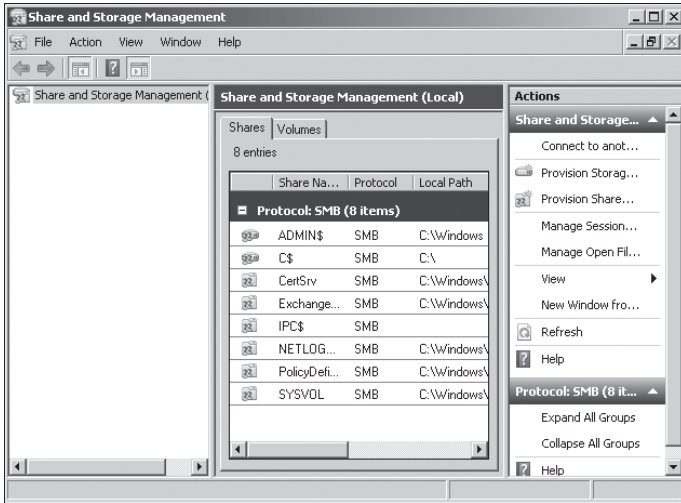 Share and Storage Management
File Action View Window Help
Share and Storage Management (
Share and Storage Management (Local)
Shares Volumes
8 entries
Share Na... Protocol Local Path
Protocol: SMB (8 items)
ADMIN$ SMB C:\Windows
C$ SMB C:\
CertSrv SMB C:\Windows\
Exchange... SMB C:\Windows\
IPC$ SMB
NETLOG... SMB C:\Windows\
PolicyDefi... SMB C:\Windows\
SYSVOL SMB C:\Windows\
Actions
Share and Storage...
Connect to anot...
Provision Storag...
Provision Share...
Manage Session...
Manage Open Fil...
View
New Window fro...
Refresh
Help
Protocol: SMB (8 it...
Expand All Groups
Collapse All Groups
Help